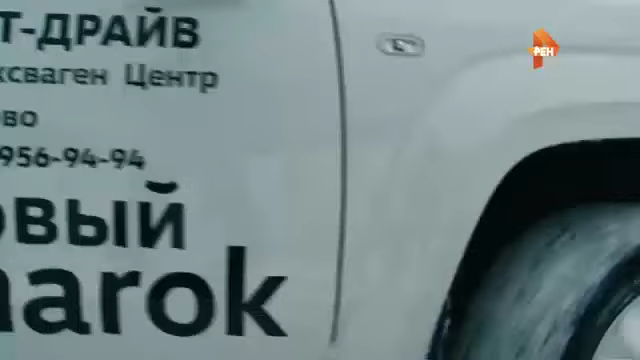 Т-ДРАЙВ
ксваген Центр
во
956-94-94
овый
arok
РЕН